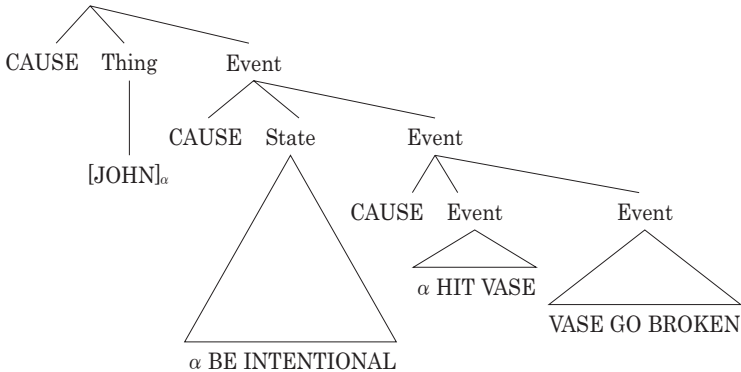 CAUSE Thing Event
CAUSE State Event
[JOHN]α
CAUSE Event Event
α HIT VASE
VASE GO BROKEN
α BE INTENTIONAL